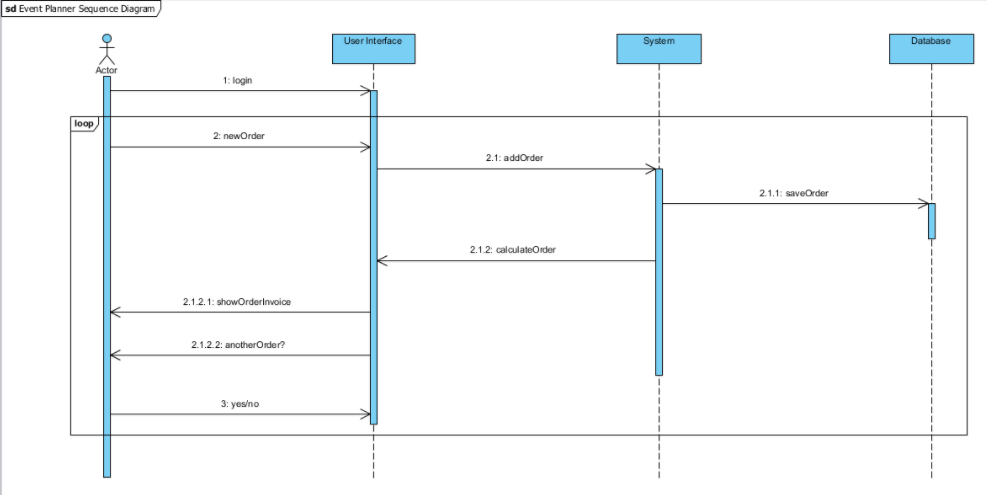 sd Event Planner Sequence Diagram
User Interface
System
Database
Actor
1: login
loop
2: newOrder
2.1: addOrder
2.1.1: saveOrder
2.1.2: calculateOrder
2.1.2.1: showOrderInvoice
2.1.2.2: anotherOrder?
3: yes/no